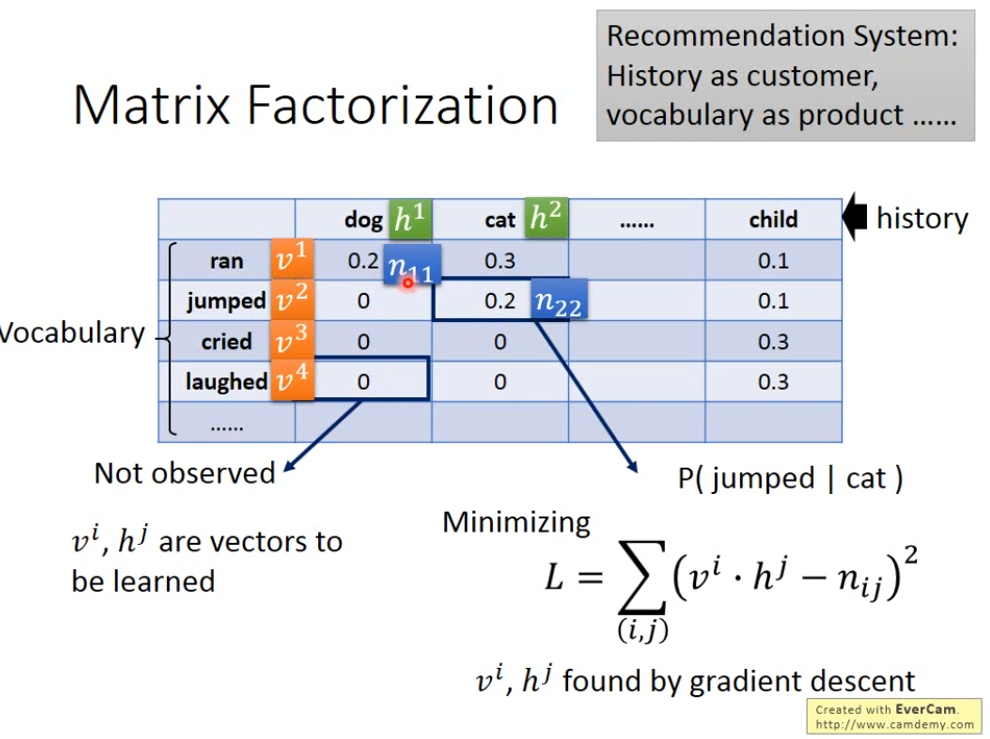 Recommendation System:
History as customer,
vocabulary as product ……
Matrix Factorization
dog h¹ cat h² …… child
history
ran v¹ 0.2 n₁₁ 0.3 0.1
jumped v² 0 0.2 n₂₂ 0.1
Vocabulary
cried v³ 0 0 0.3
laughed v⁴ 0 0 0.3
……
Not observed
P( jumped | cat )
Minimizing
vⁱ, hʲ are vectors to
be learned
L = ∑(i,j) (vⁱ · hʲ − nᵢⱼ)²
vⁱ, hʲ found by gradient descent
Created with EverCam.
http://www.camdemy.com